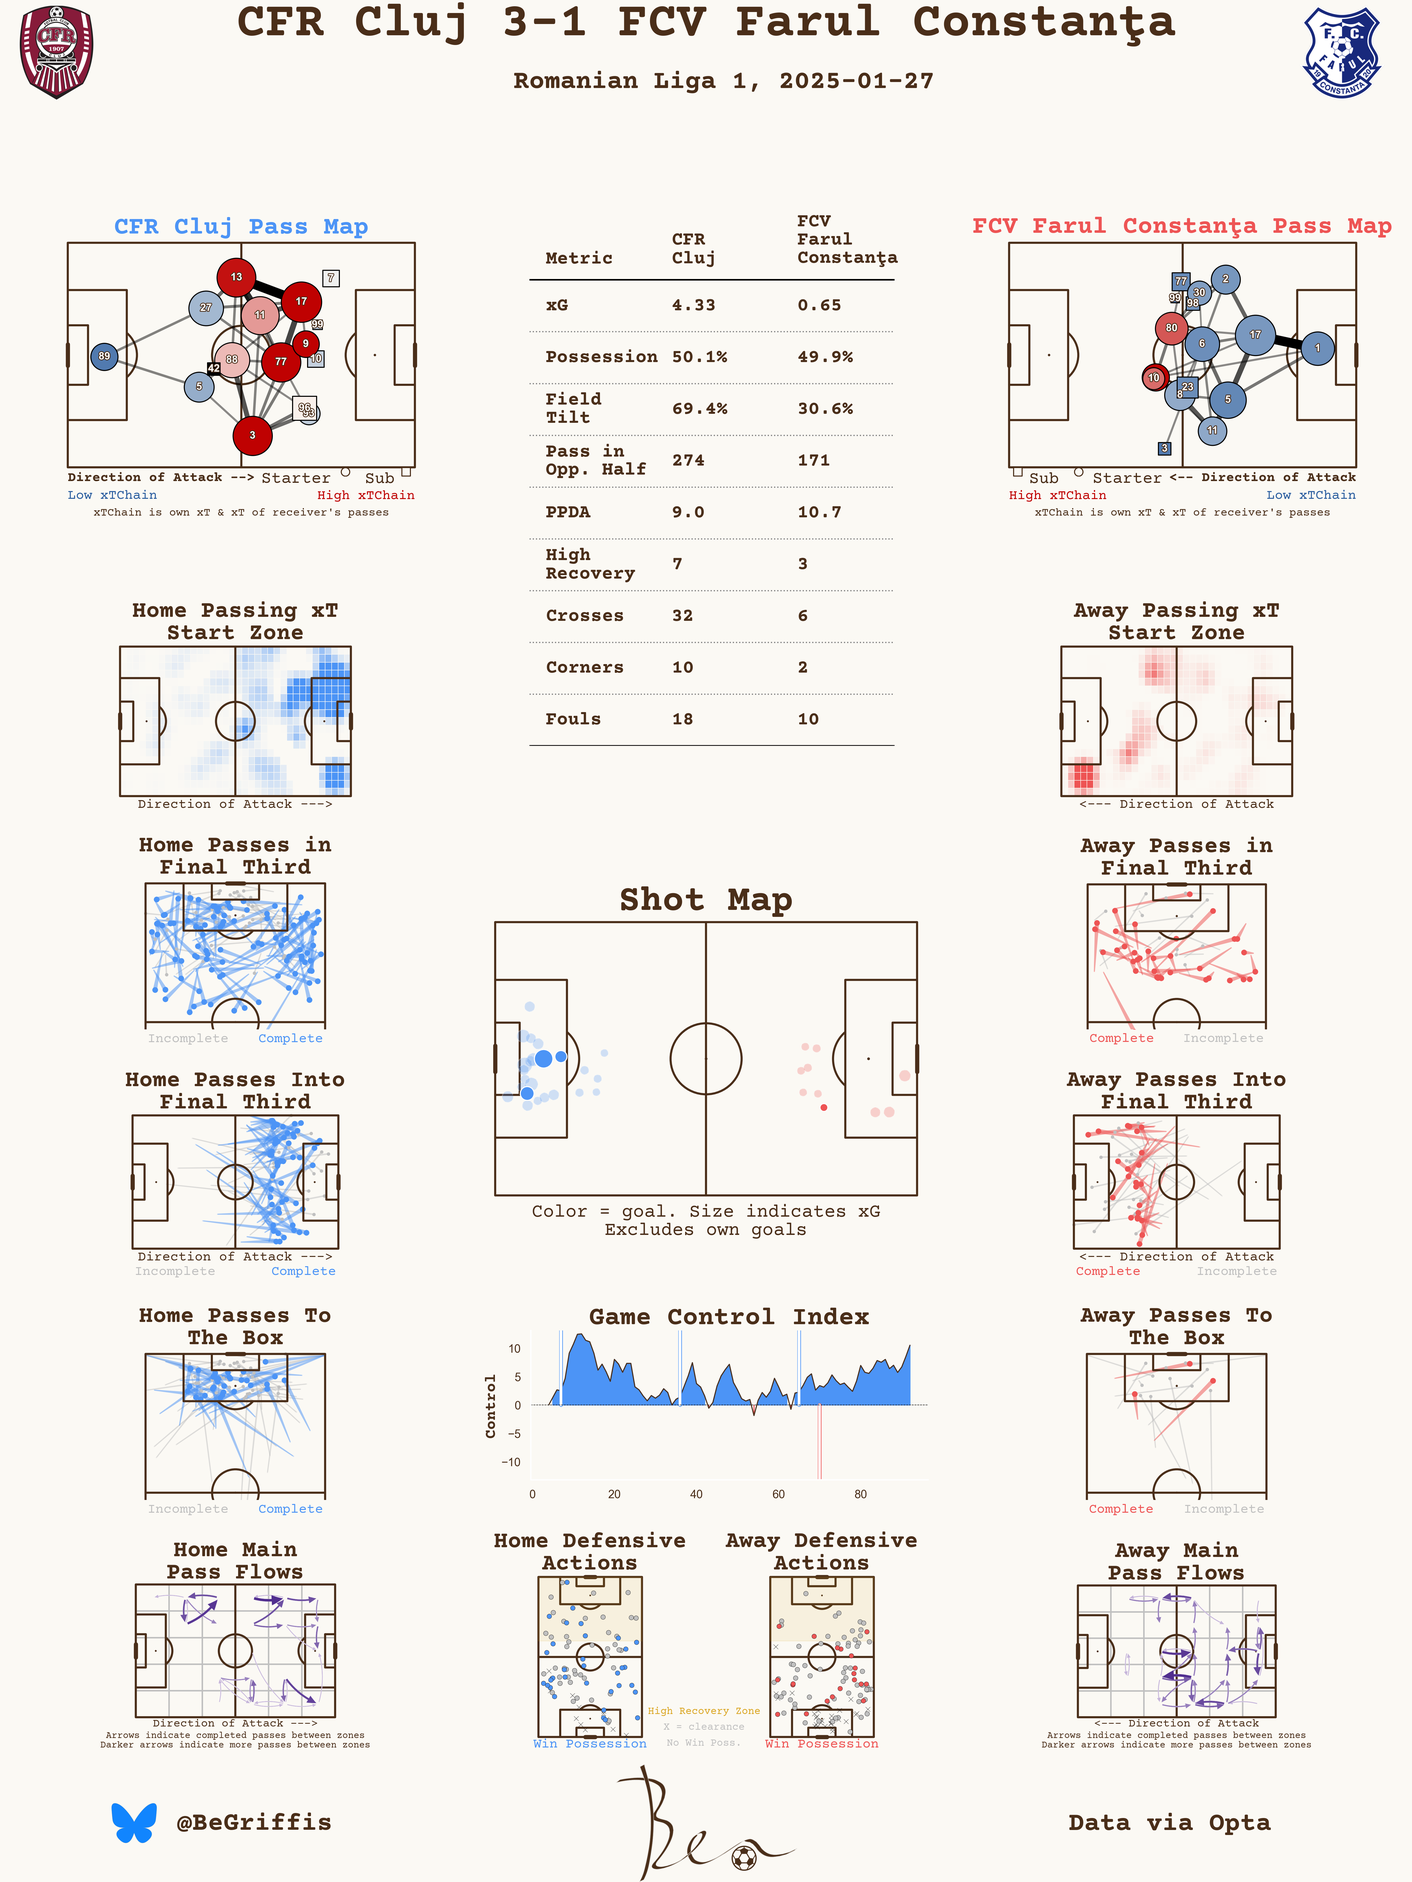 CFR Cluj 3-1 FCV Farul Constanţa
Romanian Liga 1, 2025-01-27
CFR
1907
F. C.
FARUL
19
20
CONSTANTA
CFR Cluj Pass Map
13
7
17
27
11
99
9
89
88
77
10
42
5
96
93
3
Direction of Attack --> Starter Sub
Low xTChain High xTChain
xTChain is own xT & xT of receiver's passes
Metric CFR Cluj FCV Farul Constanţa
xG 4.33 0.65
Possession 50.1% 49.9%
Field Tilt 69.4% 30.6%
Pass in Opp. Half 274 171
PPDA 9.0 10.7
High Recovery 7 3
Crosses 32 6
Corners 10 2
Fouls 18 10
FCV Farul Constanţa Pass Map
77
2
30
99
98
80
6
17
1
10
23
8
5
11
3
Sub Starter <-- Direction of Attack
High xTChain Low xTChain
xTChain is own xT & xT of receiver's passes
Home Passing xT
Start Zone
Direction of Attack --->
Away Passing xT
Start Zone
<--- Direction of Attack
Home Passes in
Final Third
Incomplete Complete
Away Passes in
Final Third
Complete Incomplete
Shot Map
Color = goal. Size indicates xG
Excludes own goals
Home Passes Into
Final Third
Direction of Attack --->
Incomplete Complete
Away Passes Into
Final Third
<--- Direction of Attack
Complete Incomplete
Home Passes To
The Box
Incomplete Complete
Game Control Index
Control
10
5
0
−5
−10
0 20 40 60 80
Away Passes To
The Box
Complete Incomplete
Home Main
Pass Flows
Direction of Attack --->
Arrows indicate completed passes between zones
Darker arrows indicate more passes between zones
Home Defensive
Actions
Win Possession
High Recovery Zone
X = clearance
No Win Poss.
Away Defensive
Actions
Win Possession
Away Main
Pass Flows
<--- Direction of Attack
Arrows indicate completed passes between zones
Darker arrows indicate more passes between zones
@BeGriffis
Ben
Data via Opta